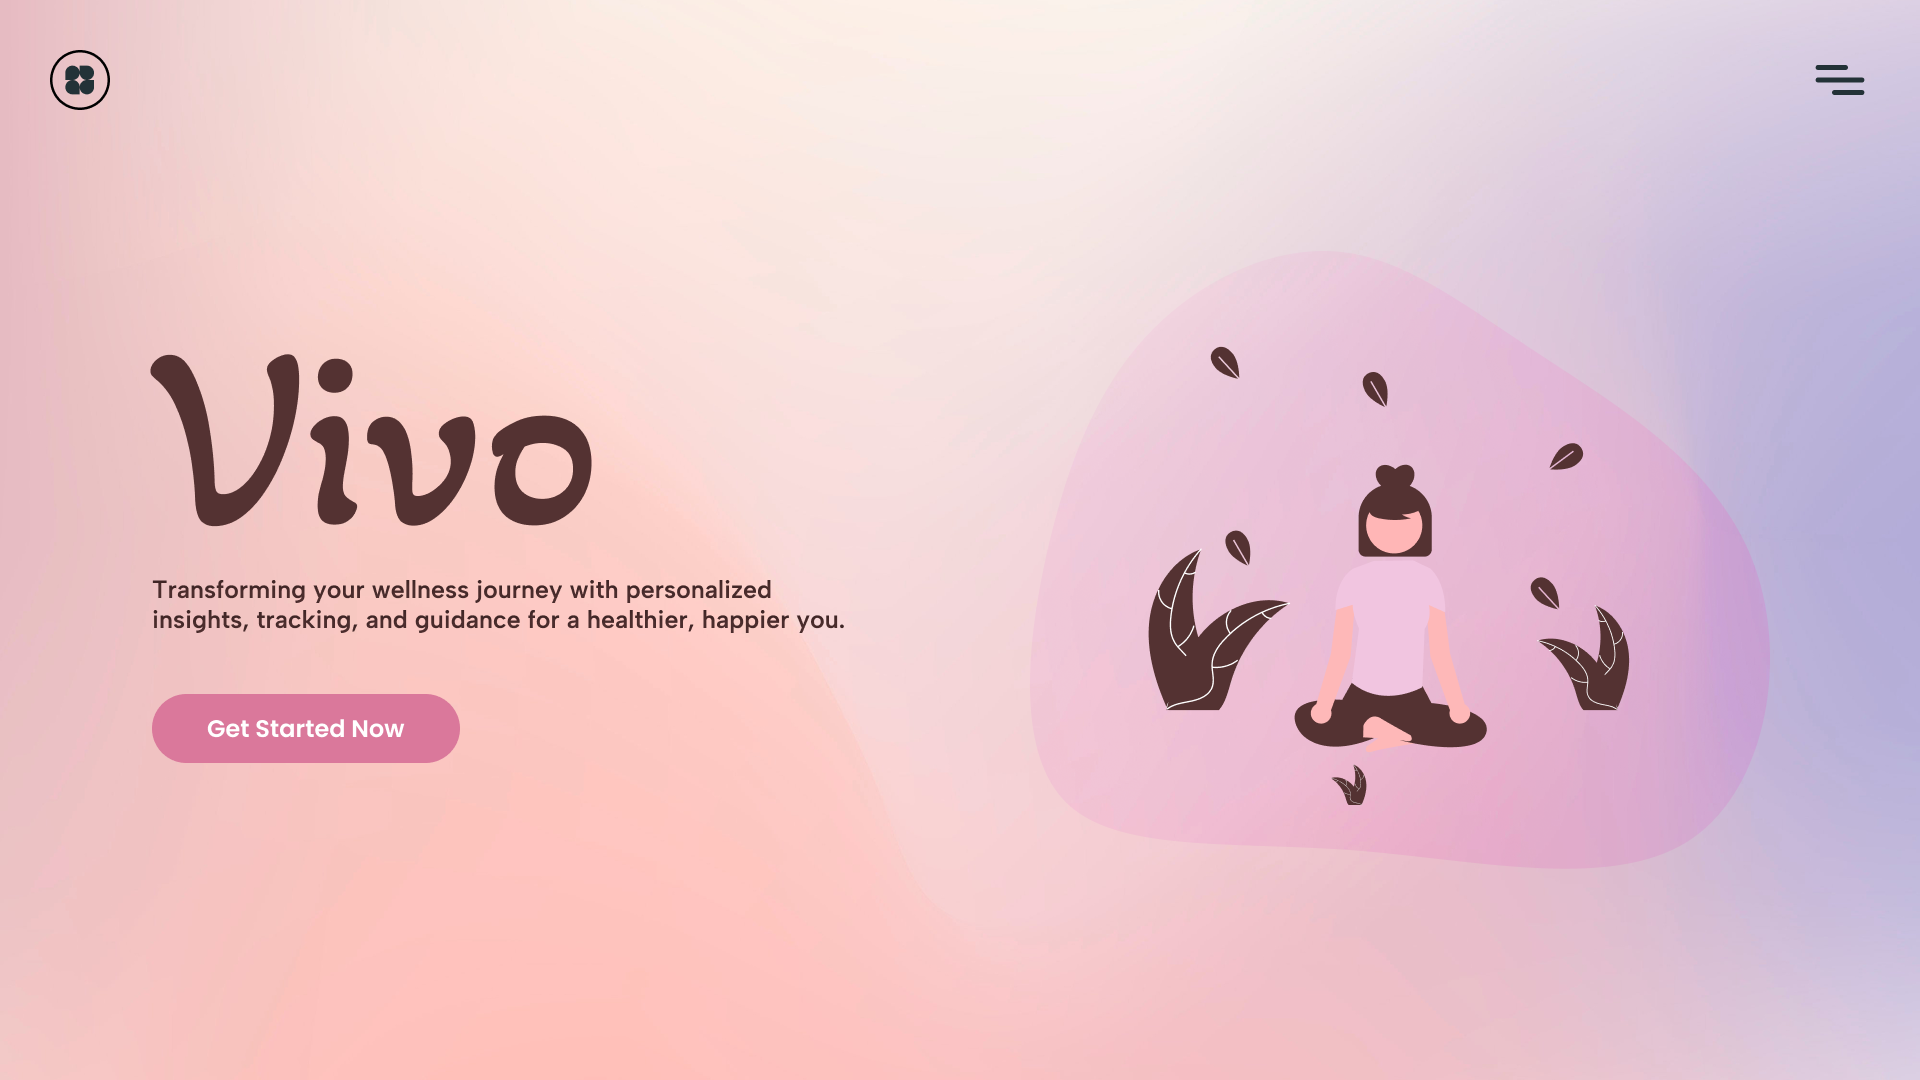 Vivo
Transforming your wellness journey with personalized
insights, tracking, and guidance for a healthier, happier you.
Get Started Now